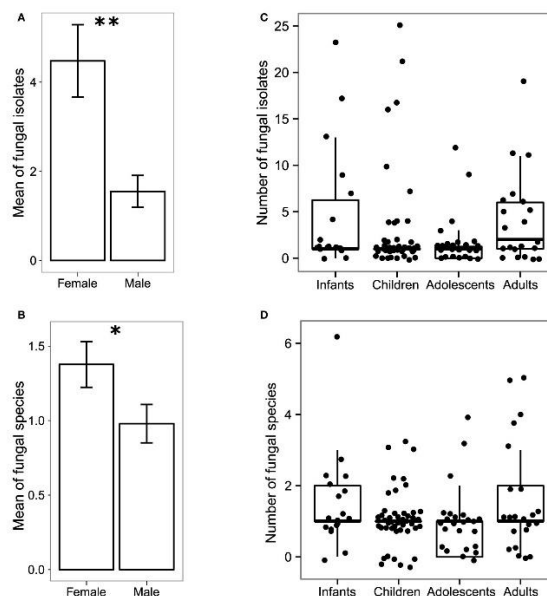 A
Mean of fungal isolates
4
2
0
**
Female Male
B
Mean of fungal species
1.5
1.0
0.5
0.0
*
Female Male
C
Number of fungal isolates
25
20
15
10
5
0
Infants Children Adolescents Adults
D
Number of fungal species
6
4
2
0
Infants Children Adolescents Adults